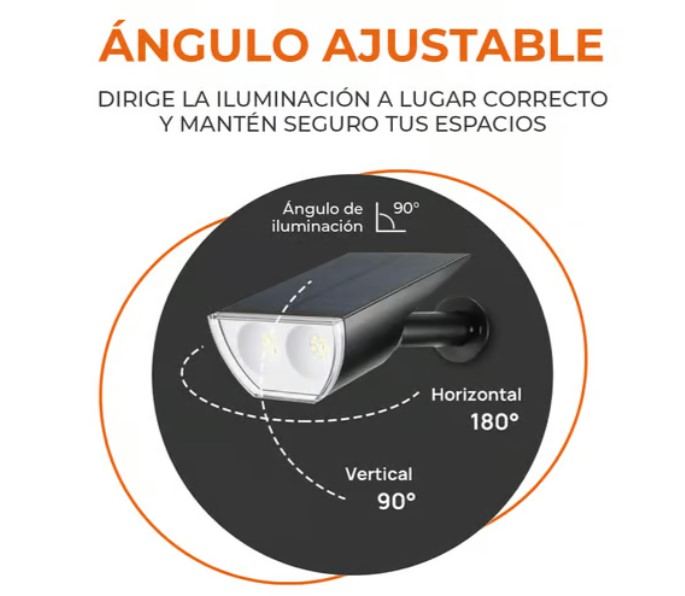 ÁNGULO AJUSTABLE
DIRIGE LA ILUMINACIÓN A LUGAR CORRECTO
Y MANTÉN SEGURO TUS ESPACIOS
Ángulo de 90°
iluminación
Horizontal
180°
Vertical
90°